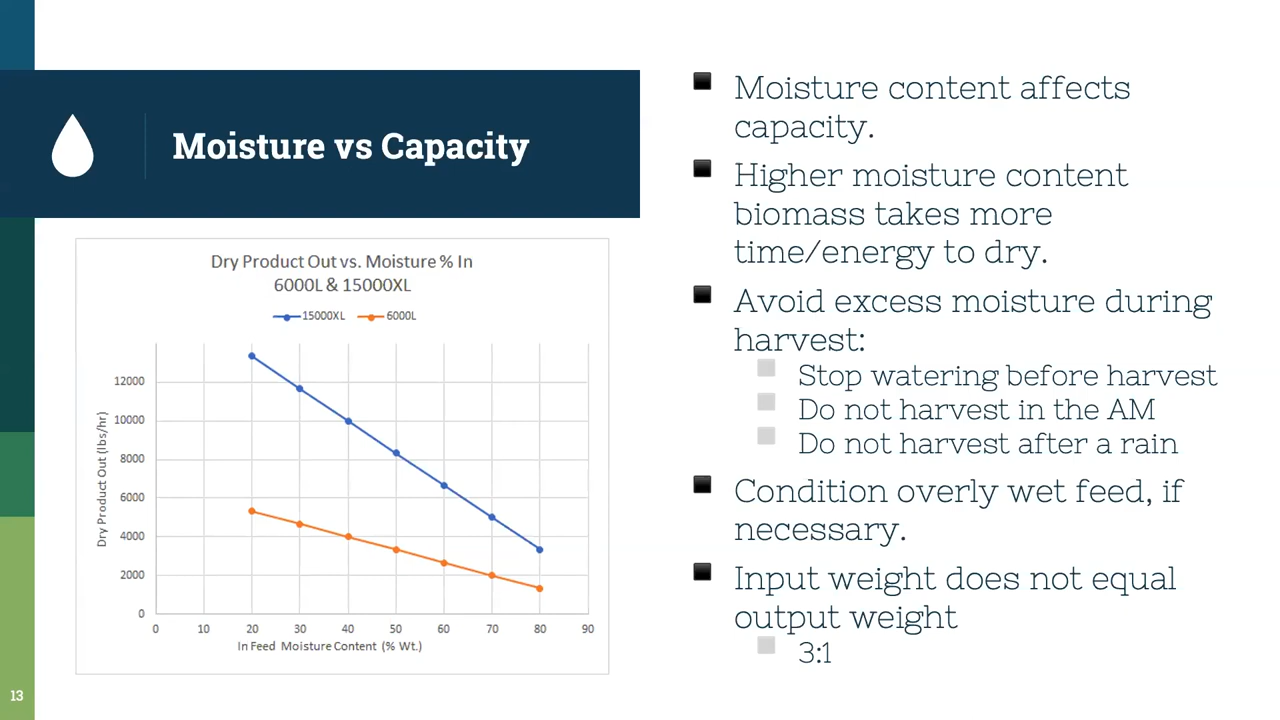 Moisture vs Capacity
Dry Product Out vs. Moisture % In
6000L & 15000XL
15000XL 6000L
Dry Product Out (lbs/hr)
12000
10000
8000
6000
4000
2000
0
0 10 20 30 40 50 60 70 80 90
In Feed Moisture Content (% Wt.)
Moisture content affects
capacity.
Higher moisture content
biomass takes more
time/energy to dry.
Avoid excess moisture during
harvest:
Stop watering before harvest
Do not harvest in the AM
Do not harvest after a rain
Condition overly wet feed, if
necessary.
Input weight does not equal
output weight
3:1
13